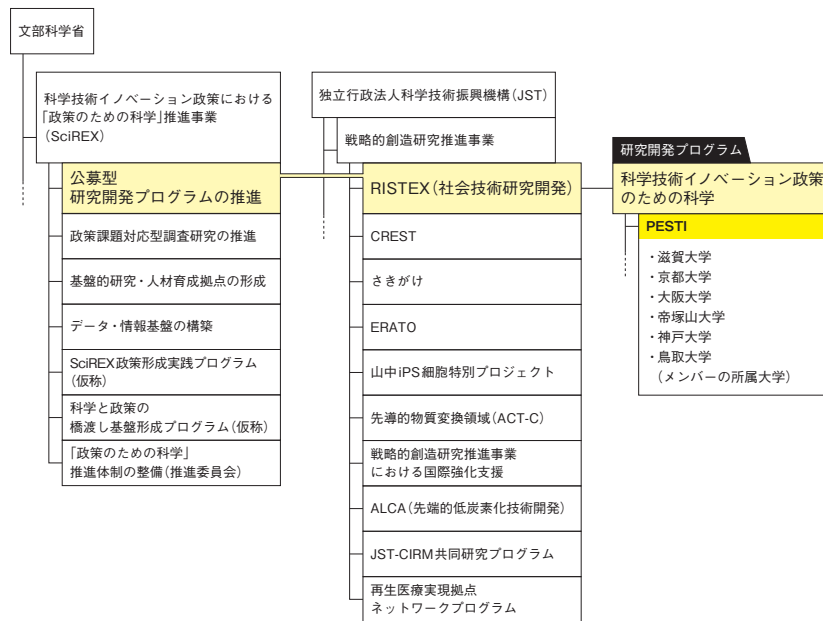 文部科学省
科学技術イノベーション政策における
「政策のための科学」推進事業
（SciREX）
公募型
研究開発プログラムの推進
政策課題対応型調査研究の推進
基盤的研究・人材育成拠点の形成
データ・情報基盤の構築
SciREX政策形成実践プログラム
（仮称）
科学と政策の
橋渡し基盤形成プログラム（仮称）
「政策のための科学」
推進体制の整備（推進委員会）
独立行政法人科学技術振興機構（JST）
戦略的創造研究推進事業
RISTEX（社会技術研究開発）
CREST
さきがけ
ERATO
山中iPS細胞特別プロジェクト
先導的物質変換領域（ACT-C）
戦略的創造研究推進事業
における国際強化支援
ALCA（先端的低炭素化技術開発）
JST-CIRM共同研究プログラム
再生医療実現拠点
ネットワークプログラム
研究開発プログラム
科学技術イノベーション政策
のための科学
PESTI
・滋賀大学
・京都大学
・大阪大学
・帝塚山大学
・神戸大学
・鳥取大学
（メンバーの所属大学）